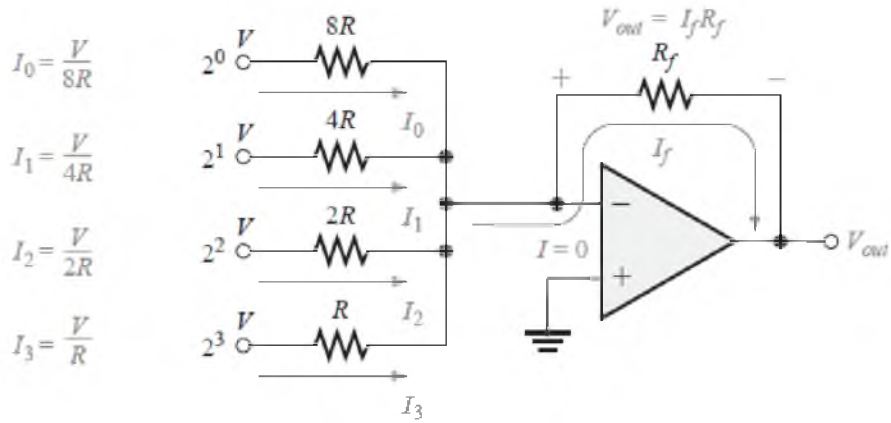 V_out = I_f R_f
I_0 = V/8R
2^0 V 8R
+ R_f −
I_0
I_1 = V/4R
2^1 V 4R
I_f
I_1
−
I_2 = V/2R
2^2 V 2R
I = 0
+
V_out
I_2
I_3 = V/R
2^3 V R
I_3